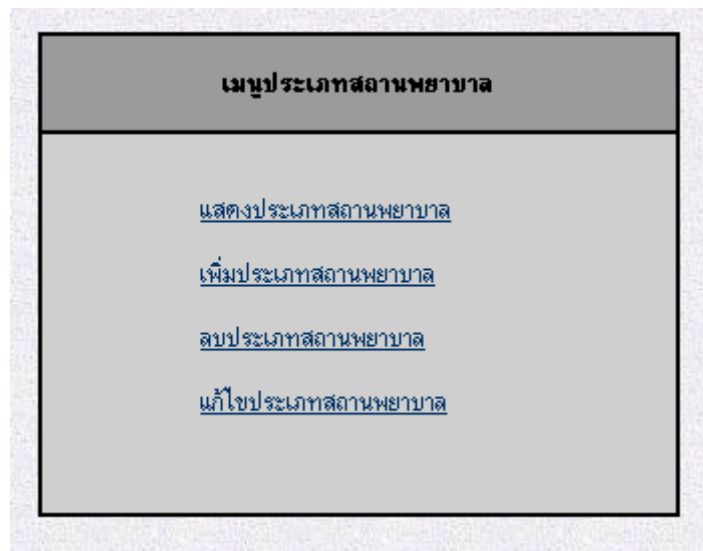 เมนูประเภทสถานพยาบาล
แสดงประเภทสถานพยาบาล
เพิ่มประเภทสถานพยาบาล
ลบประเภทสถานพยาบาล
แก้ไขประเภทสถานพยาบาล